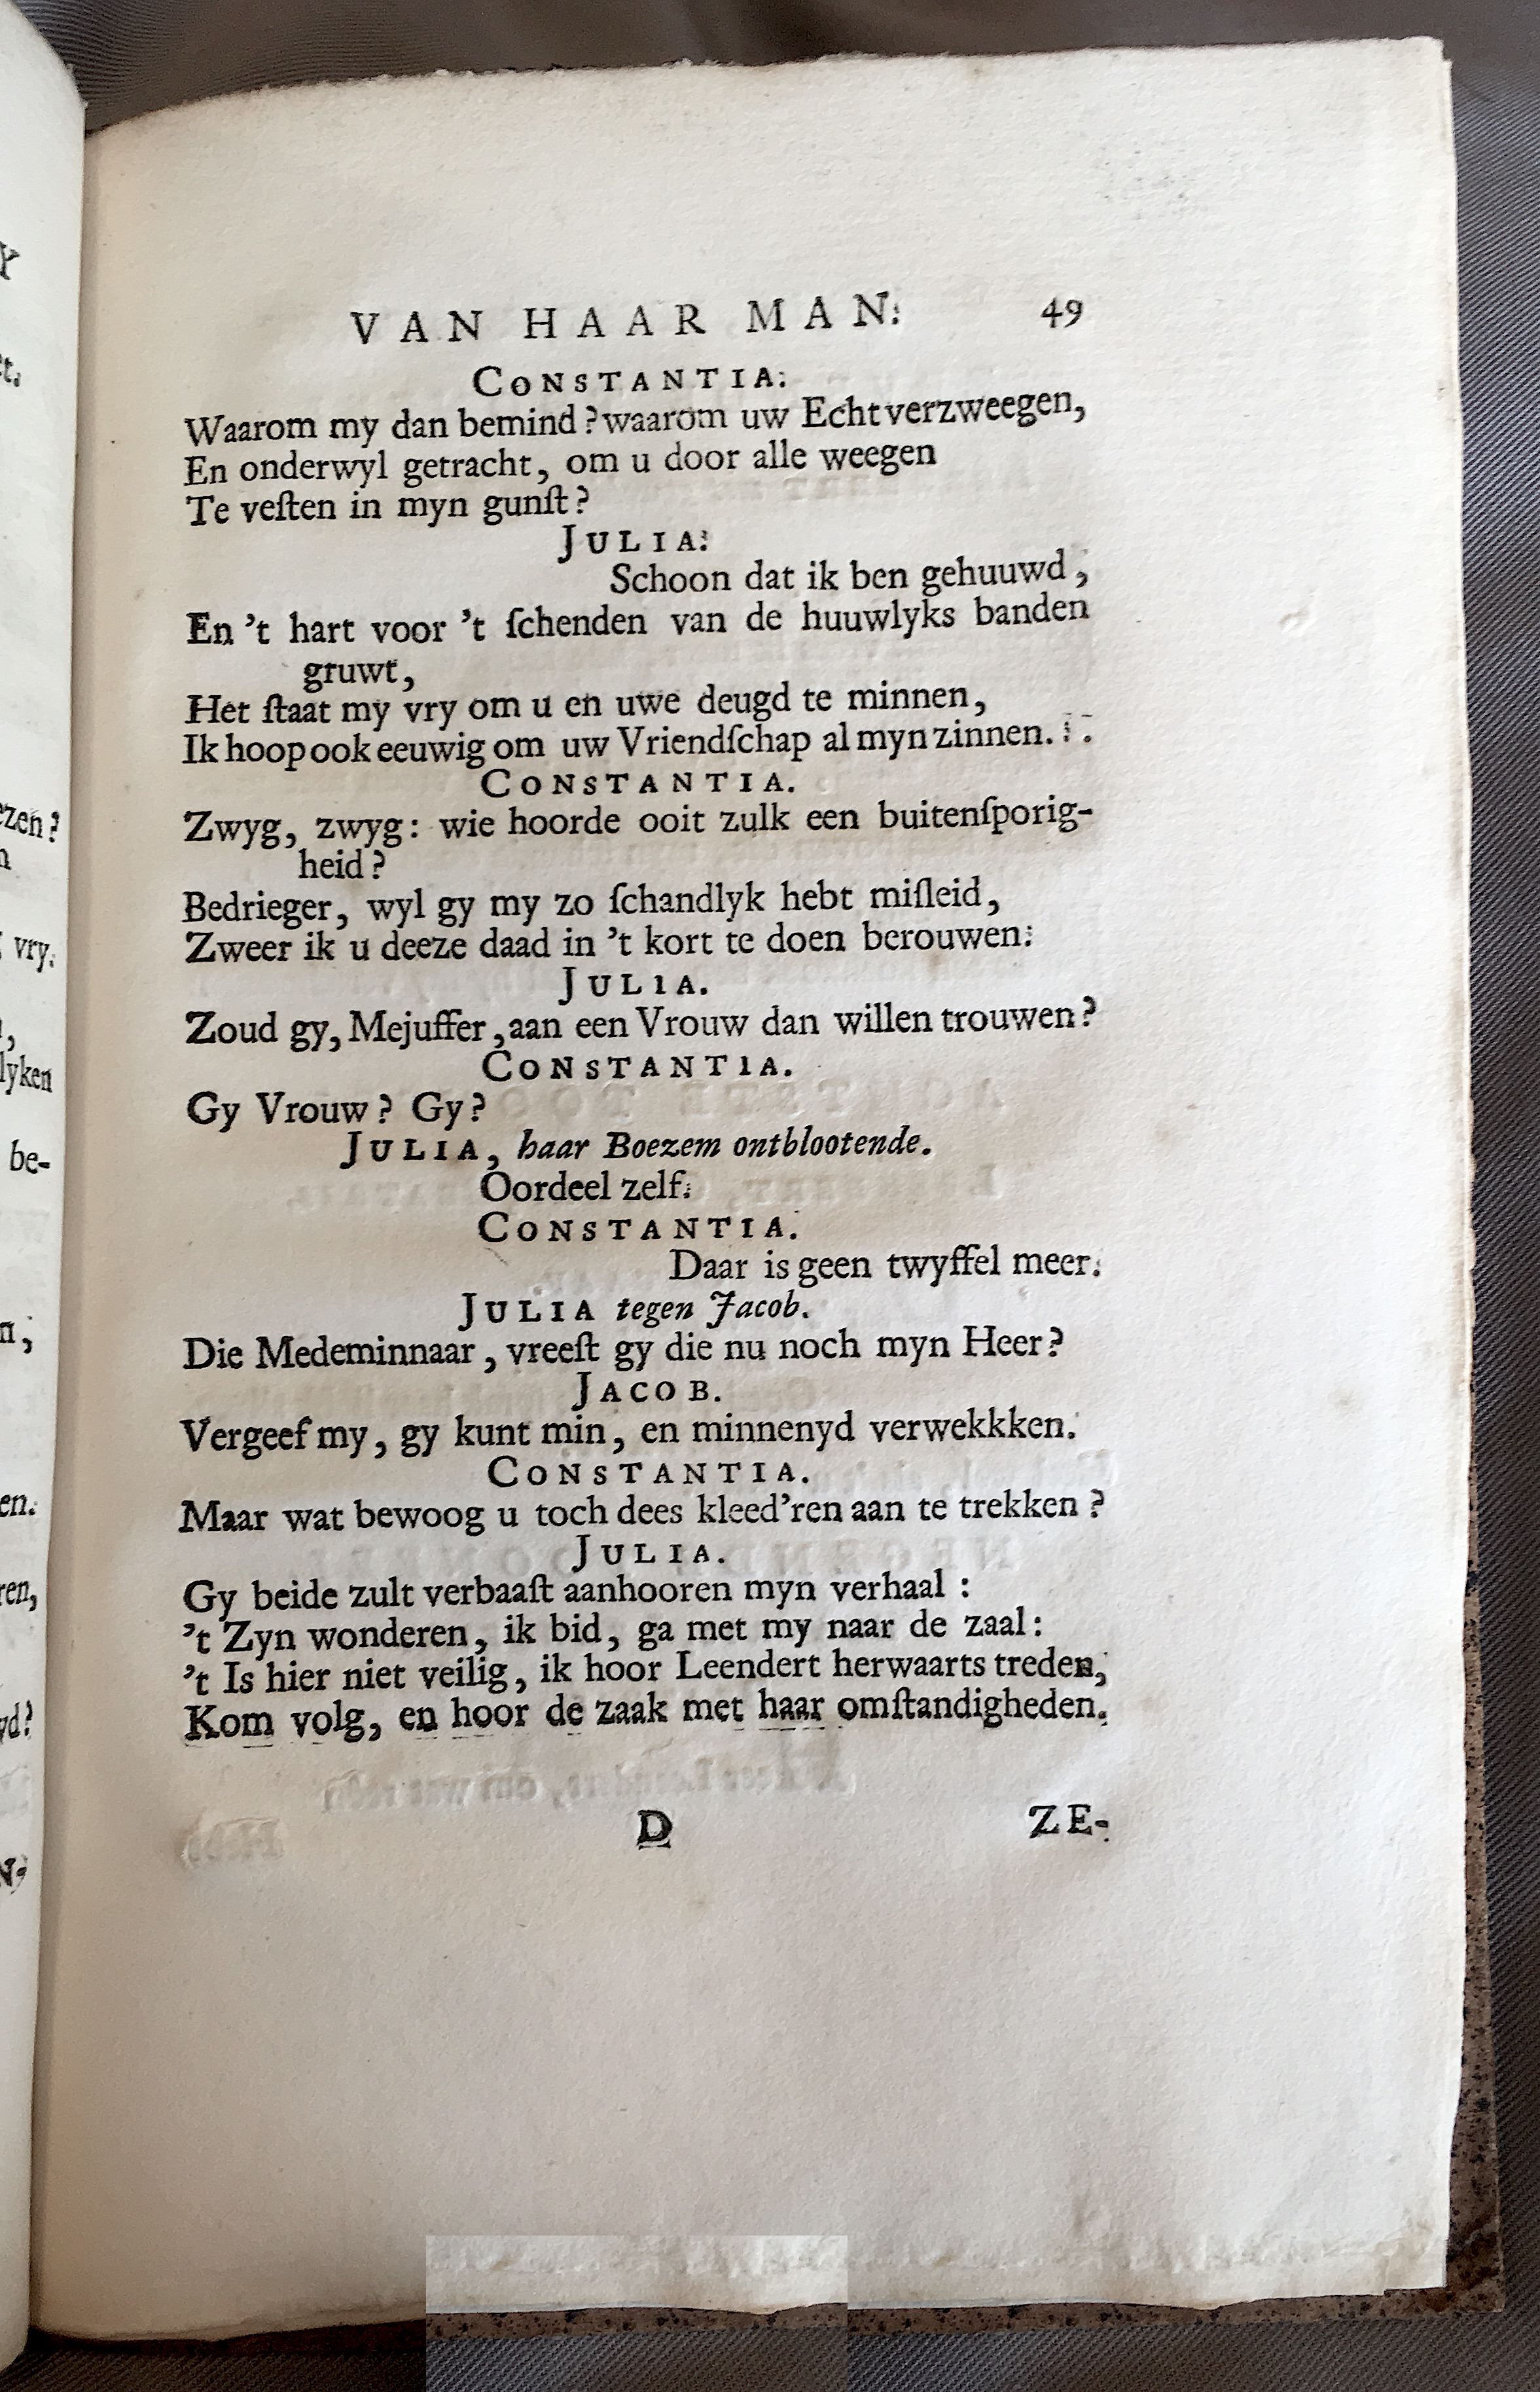 VAN HAAR MAN: 49
CONSTANTIA:
Waarom my dan bemind? waarom uw Echt verzweegen,
En onderwyl getracht, om u door alle weegen
Te veſten in myn gunſt?
JULIA:
Schoon dat ik ben gehuuwd,
En 't hart voor 't ſchenden van de huuwlyks banden
gruwt,
Het ſtaat my vry om u en uwe deugd te minnen,
Ik hoop ook eeuwig om uw Vriendſchap al myn zinnen...
CONSTANTIA.
Zwyg, zwyg: wie hoorde ooit zulk een buitenſporig-
heid?
Bedrieger, wyl gy my zo ſchandlyk hebt miſleid,
Zweer ik u deeze daad in 't kort te doen berouwen:
JULIA.
Zoud gy, Mejuffer, aan een Vrouw dan willen trouwen?
CONSTANTIA.
Gy Vrouw? Gy?
JULIA, haar Boezem ontblootende.
Oordeel zelf.
CONSTANTIA.
Daar is geen twyffel meer.
JULIA tegen Jacob.
Die Medeminnaar, vreeſt gy die nu noch myn Heer?
JACOB.
Vergeef my, gy kunt min, en minnenyd verwekkken.
CONSTANTIA.
Maar wat bewoog u toch dees kleed'ren aan te trekken?
JULIA.
Gy beide zult verbaaſt aanhooren myn verhaal:
't Zyn wonderen, ik bid, ga met my naar de zaal:
't Is hier niet veilig, ik hoor Leendert herwaarts treden,
Kom volg, en hoor de zaak met haar omſtandigheden.
D ZE-